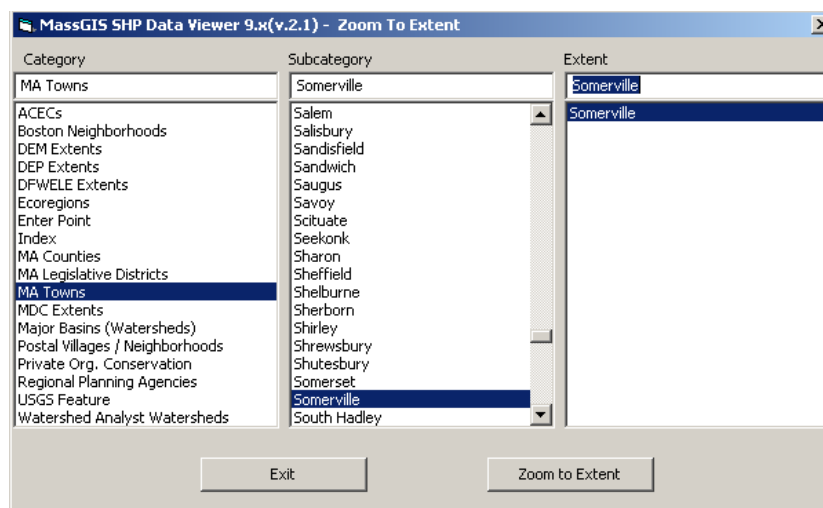 MassGIS SHP Data Viewer 9.x(v.2.1) - Zoom To Extent
Category
Subcategory
Extent
MA Towns
Somerville
Somerville
ACECs
Boston Neighborhoods
DEM Extents
DEP Extents
DFWELE Extents
Ecoregions
Enter Point
Index
MA Counties
MA Legislative Districts
MA Towns
MDC Extents
Major Basins (Watersheds)
Postal Villages / Neighborhoods
Private Org. Conservation
Regional Planning Agencies
USGS Feature
Watershed Analyst Watersheds
Salem
Salisbury
Sandisfield
Sandwich
Saugus
Savoy
Scituate
Seekonk
Sharon
Sheffield
Shelburne
Sherborn
Shirley
Shrewsbury
Shutesbury
Somerset
Somerville
South Hadley
Somerville
Exit
Zoom to Extent